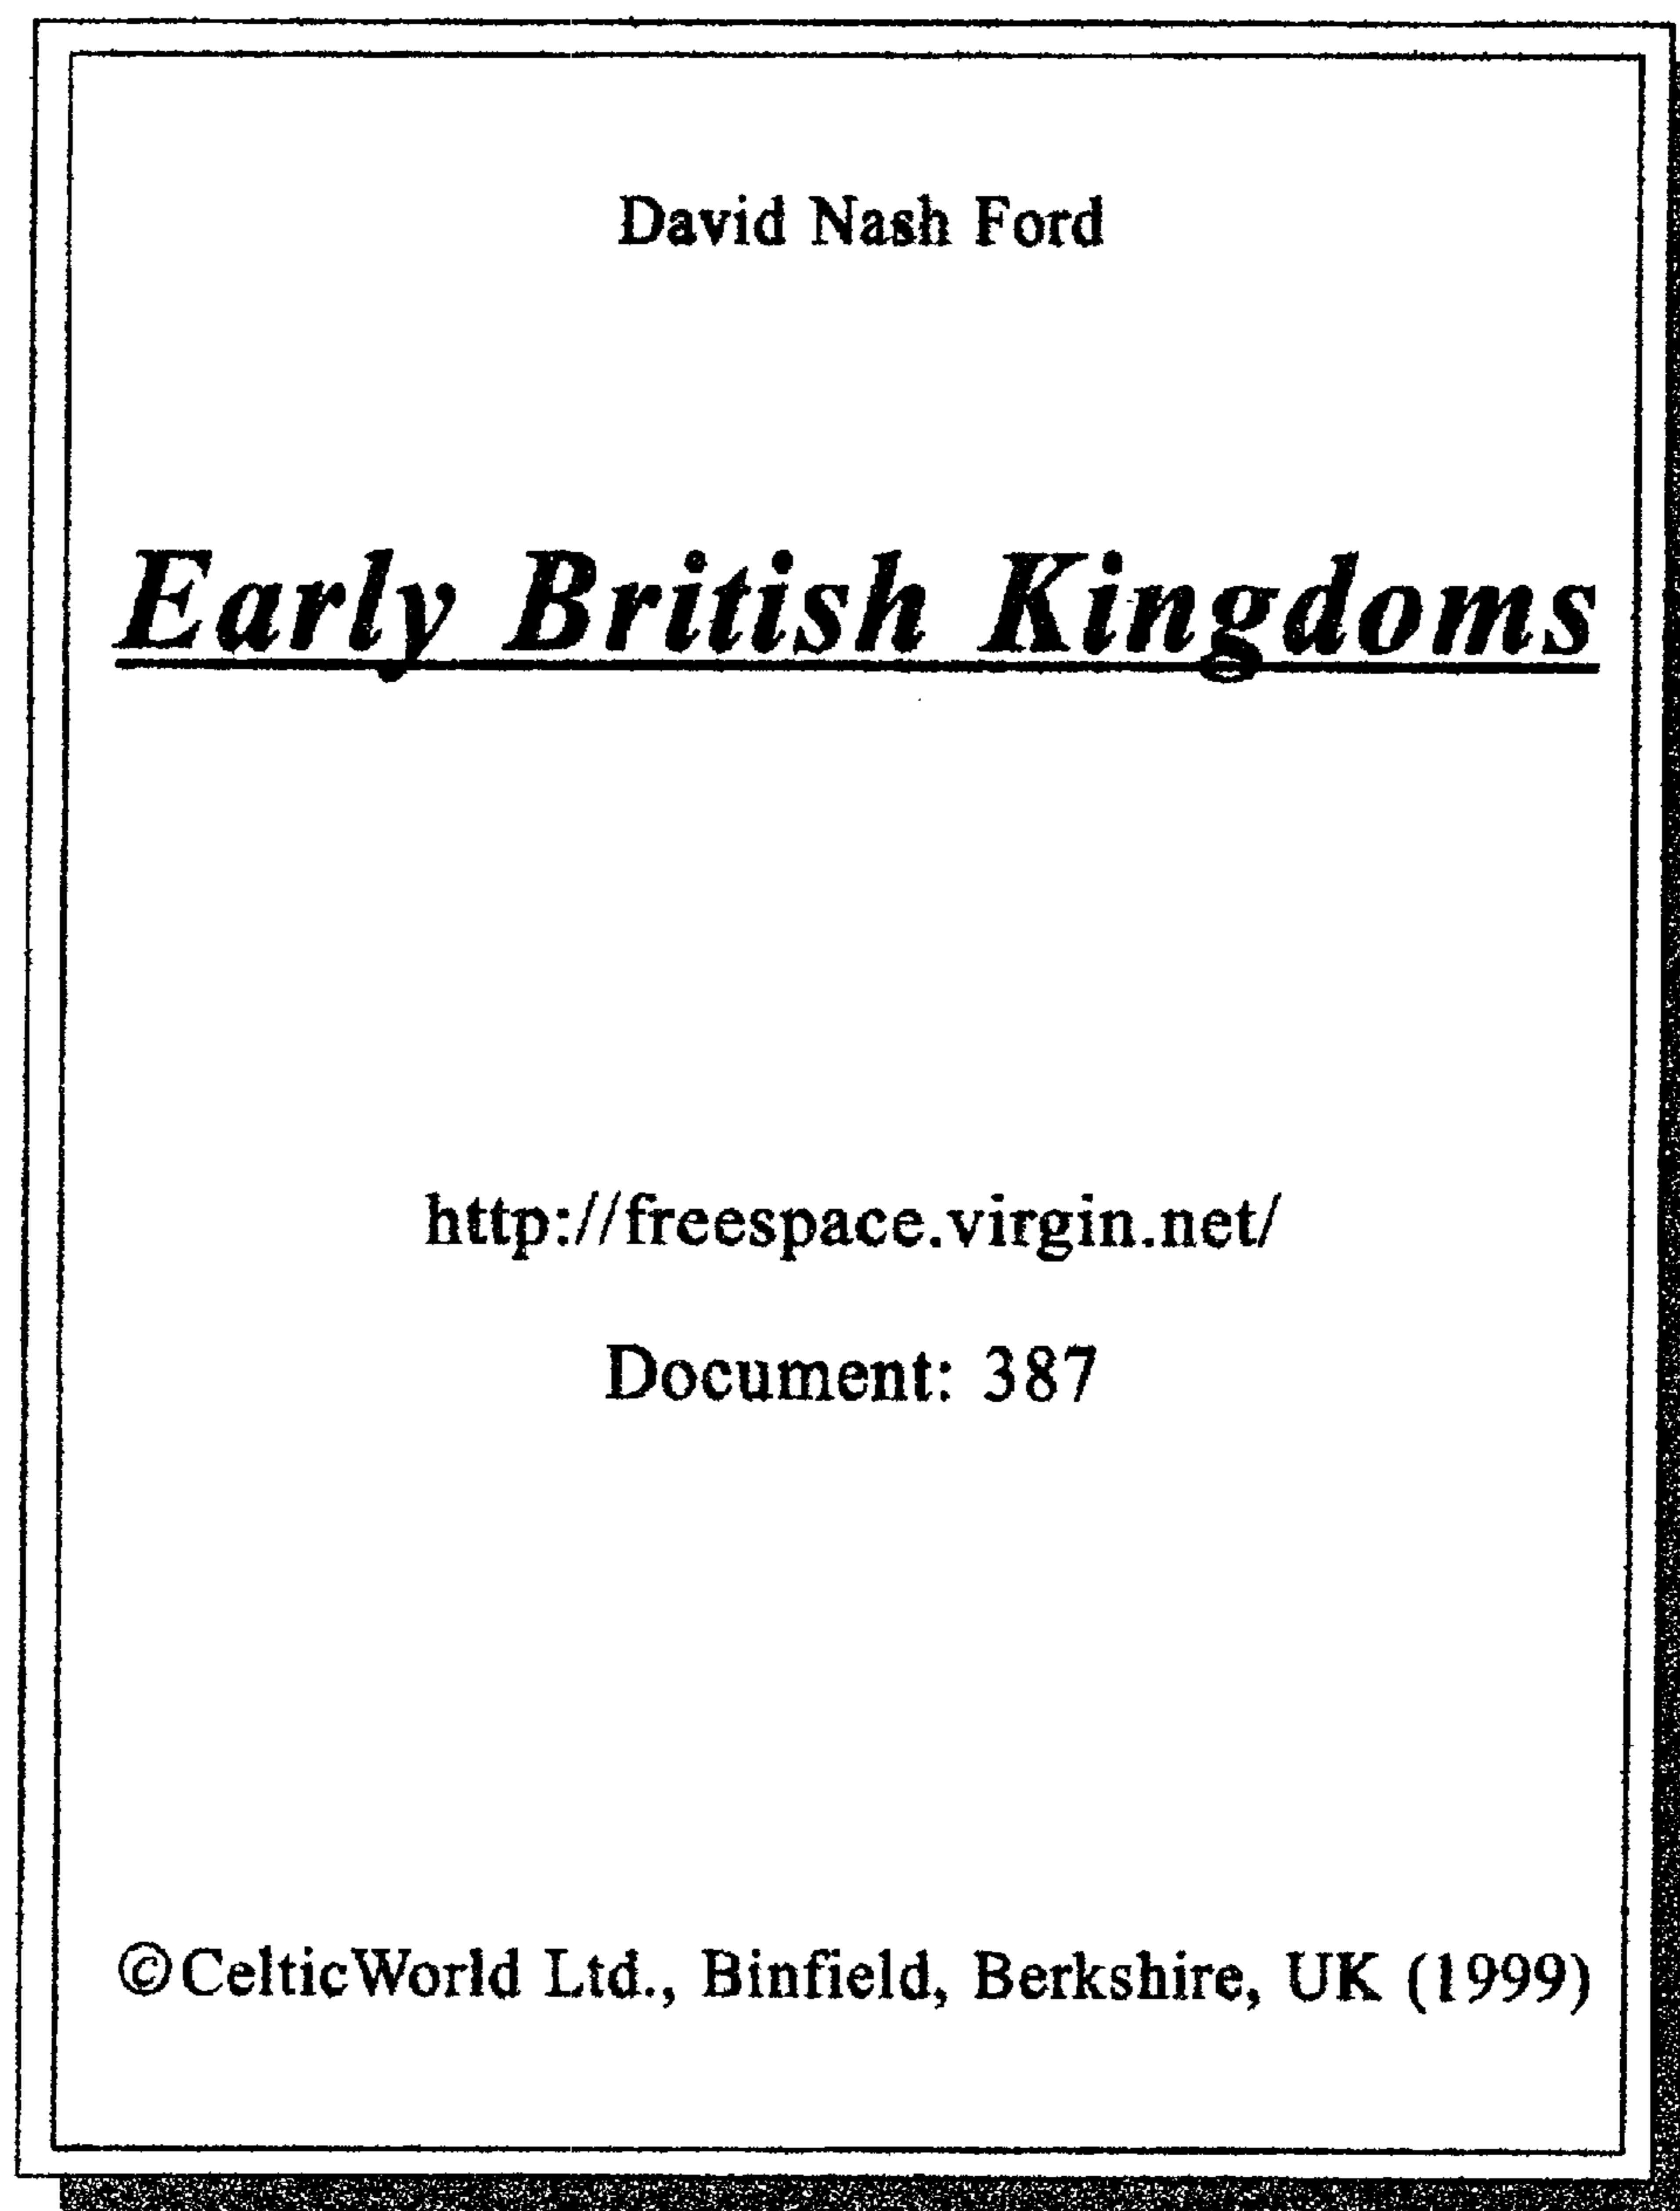 David Nash Ford
Early British Kingdoms
http://freespace.virgin.net/
Document: 387
©CelticWorld Ltd., Binfield, Berkshire, UK (1999)